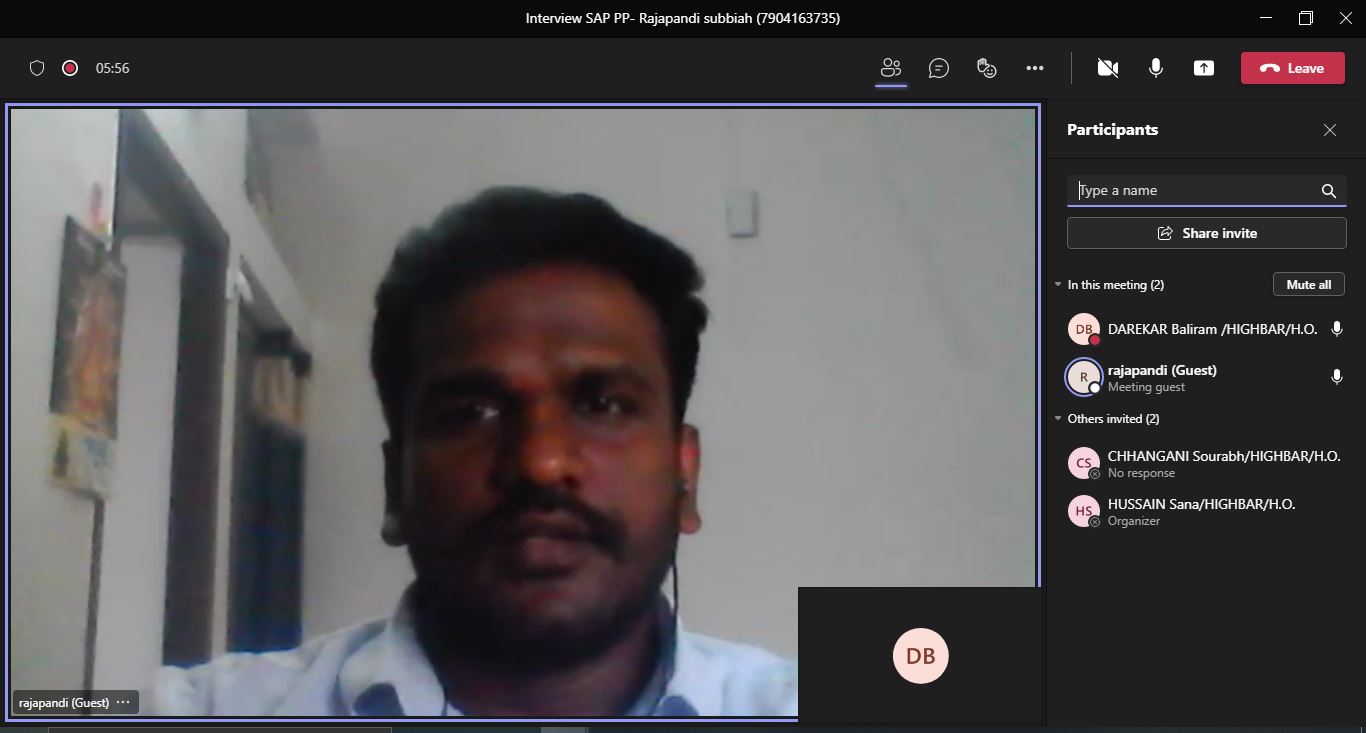 Interview SAP PP- Rajapandi subbiah (7904163735)
05:56
Leave
Participants
Type a name
Share invite
In this meeting (2)
Mute all
DB
DAREKAR Baliram /HIGHBAR/H.O.
R
rajapandi (Guest)
Meeting guest
Others invited (2)
CS
CHHANGANI Sourabh/HIGHBAR/H.O.
No response
HS
HUSSAIN Sana/HIGHBAR/H.O.
Organizer
DB
rajapandi (Guest) ···